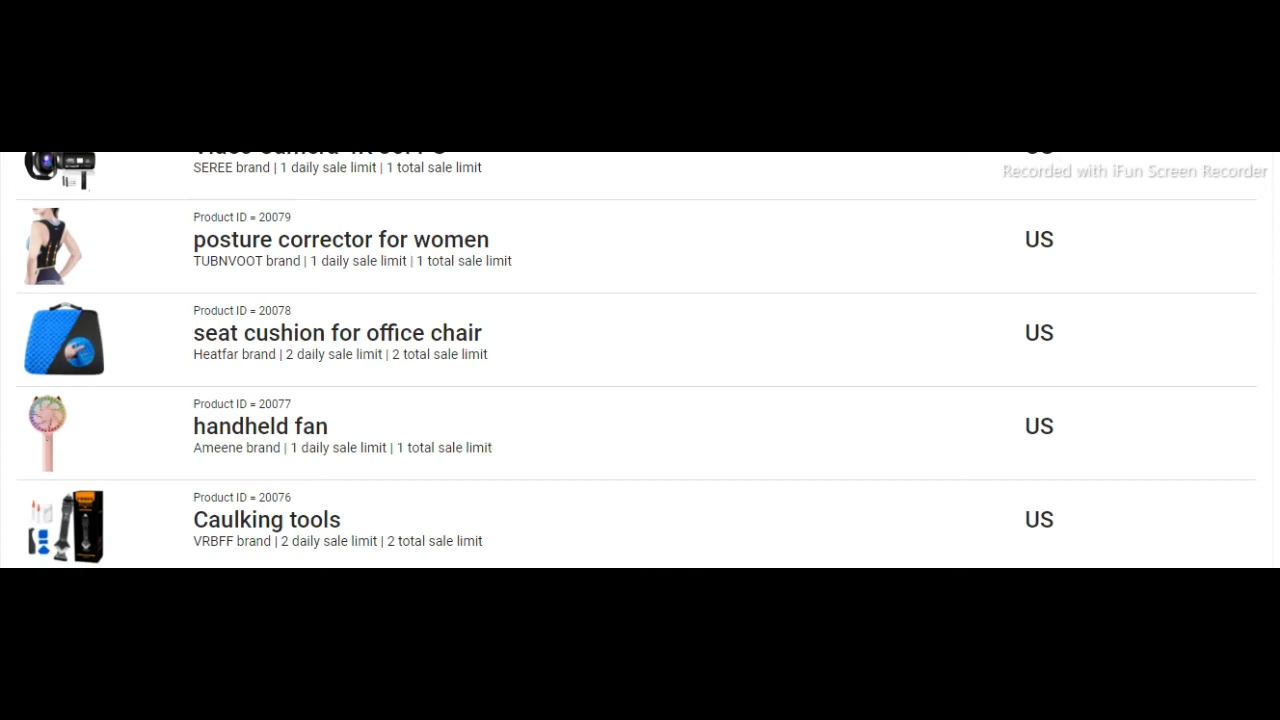 SEREE brand | 1 daily sale limit | 1 total sale limit
Recorded with iFun Screen Recorder
Product ID = 20079
posture corrector for women
US
TUBNVOOT brand | 1 daily sale limit | 1 total sale limit
Product ID = 20078
seat cushion for office chair
US
Heatfar brand | 2 daily sale limit | 2 total sale limit
Product ID = 20077
handheld fan
US
Ameene brand | 1 daily sale limit | 1 total sale limit
Product ID = 20076
Caulking tools
US
VRBFF brand | 2 daily sale limit | 2 total sale limit